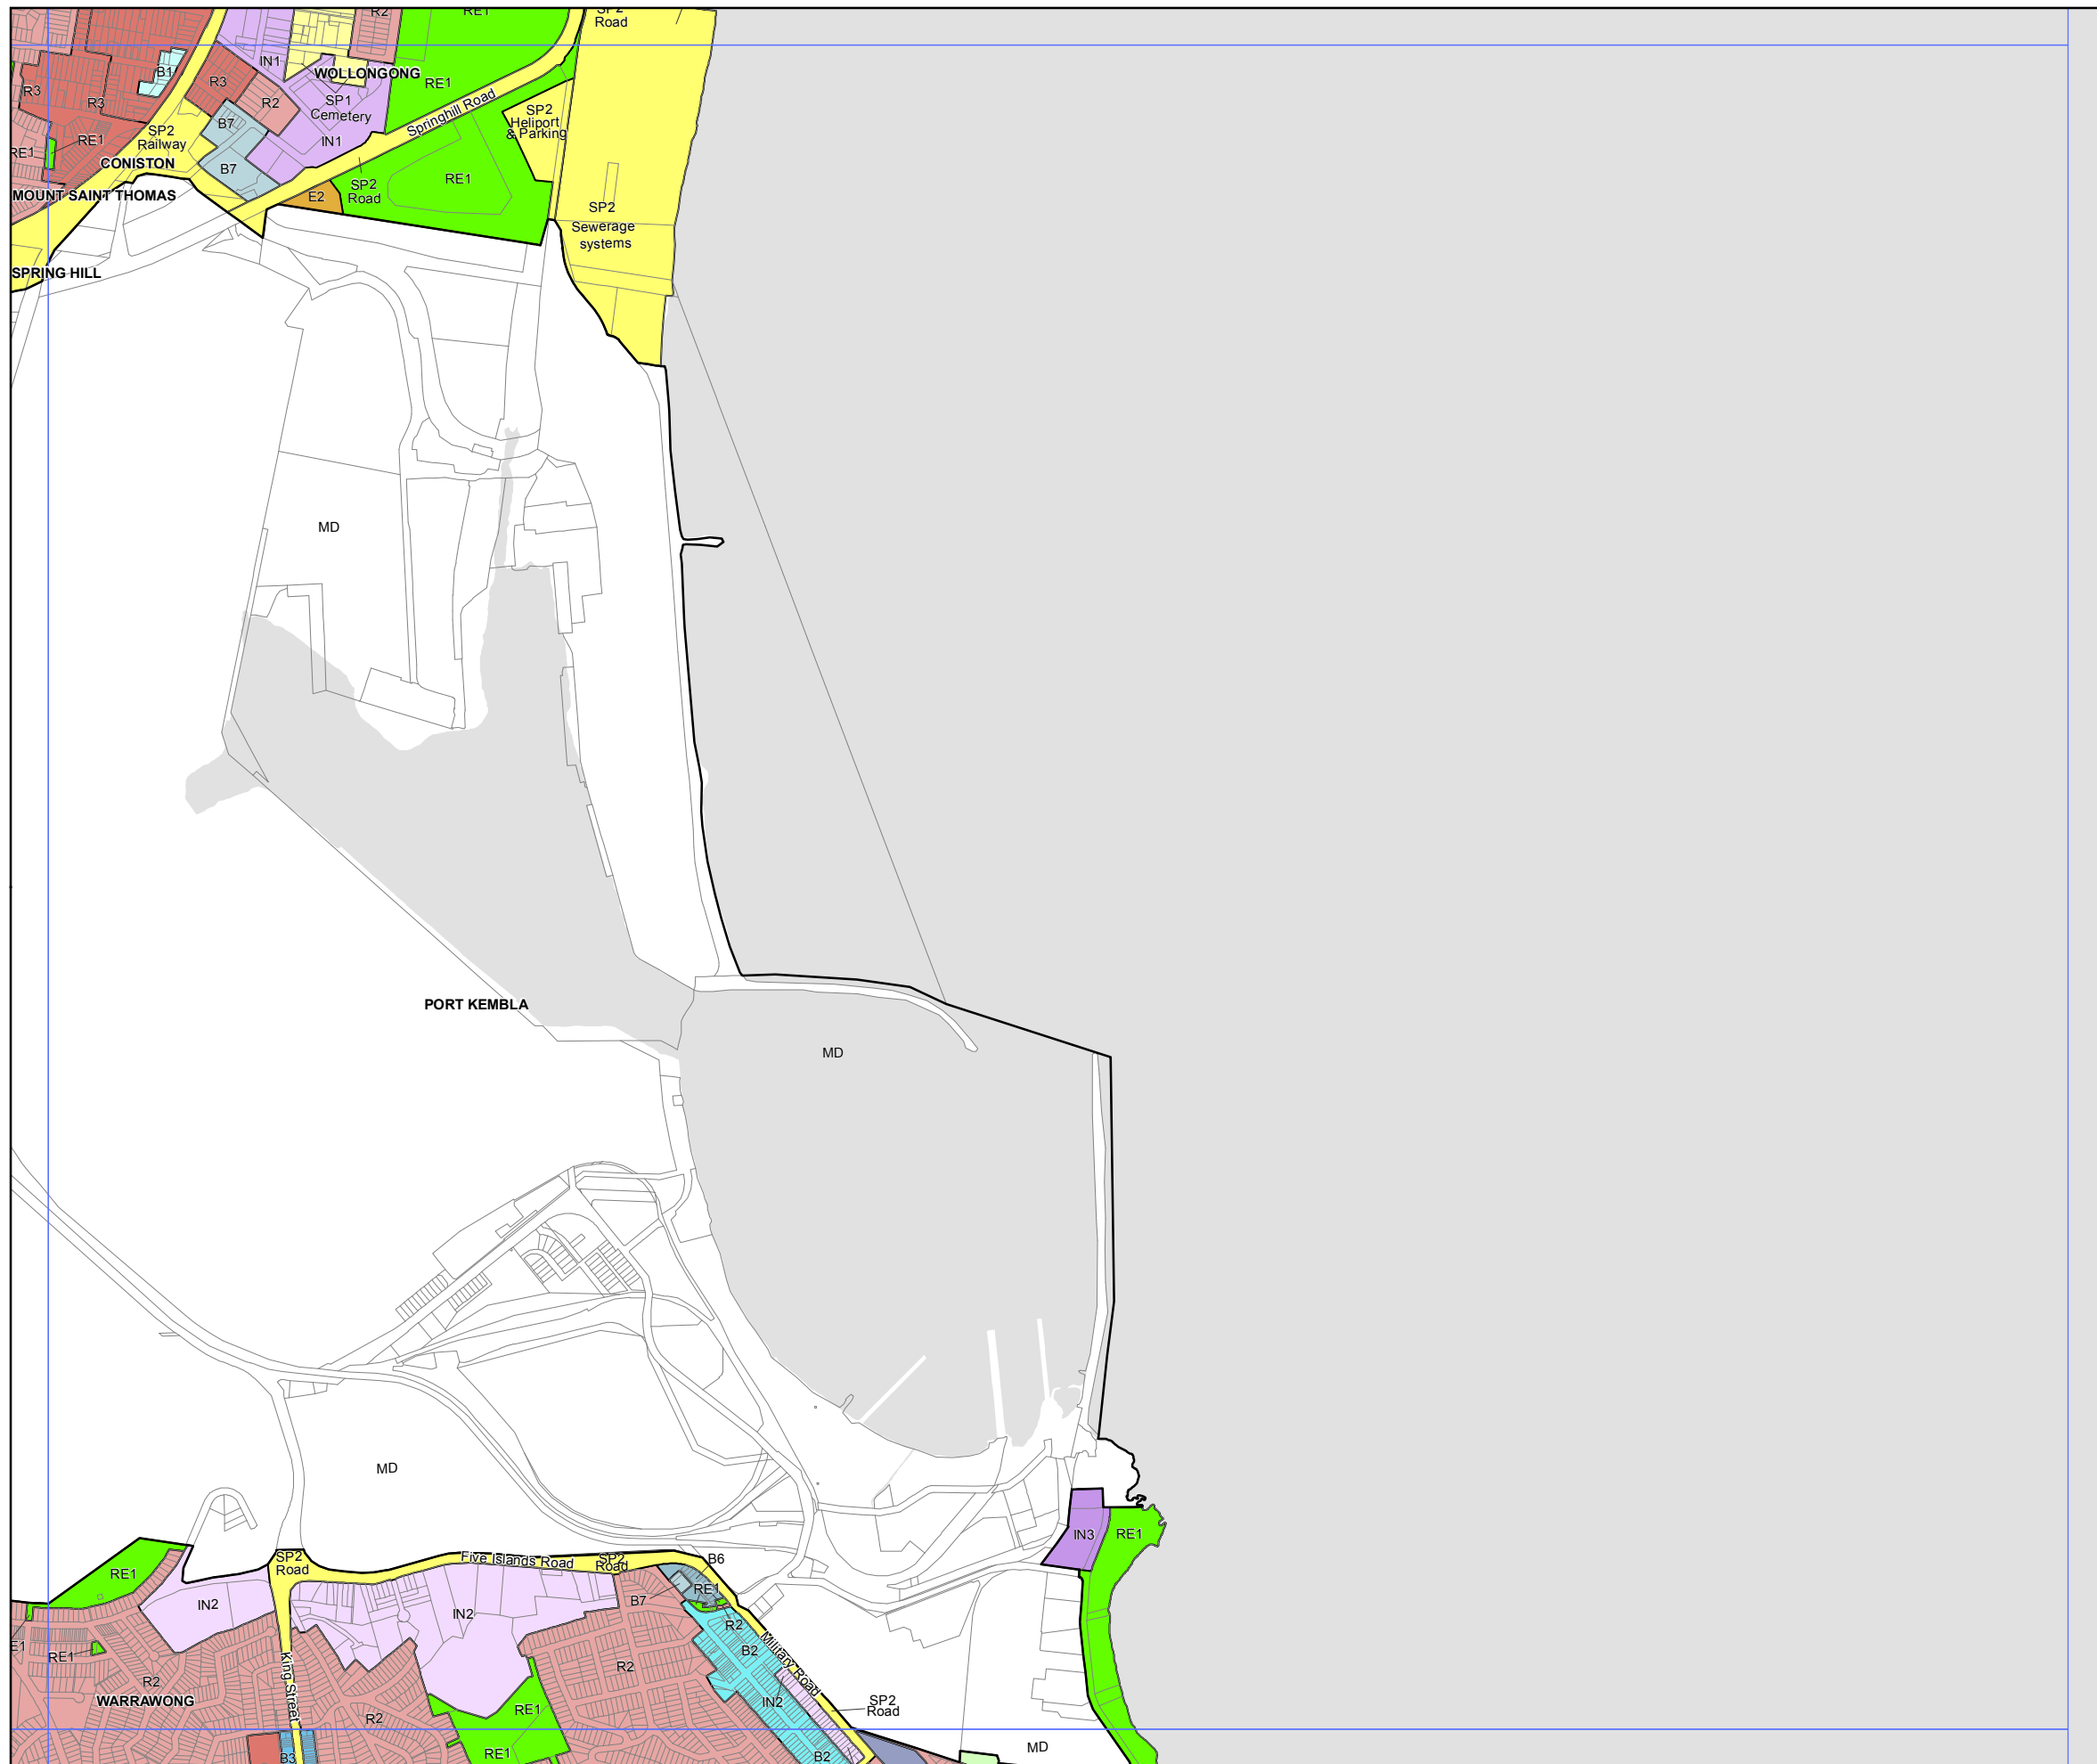 R2
RE1
SP2
Road
IN1
B1
WOLLONGONG
R3
R3
R3
R2
SP1
Cemetery
RE1
Springhill Road
SP2
Heliport
& Parking
B7
SP2
Railway
RE1
RE1
IN1
CONISTON
B7
RE1
SP2
Road
E2
MOUNT SAINT THOMAS
SP2
Sewerage
systems
SPRING HILL
MD
PORT KEMBLA
MD
MD
IN3
RE1
SP2
Road
Five Islands Road
SP2
Road
B6
RE1
RE1
B7
IN2
IN2
R2
B2
Military Road
E1
RE1
R2
King Street
R2
WARRAWONG
IN2
SP2
Road
RE1
R2
RE1
B3
B2
MD